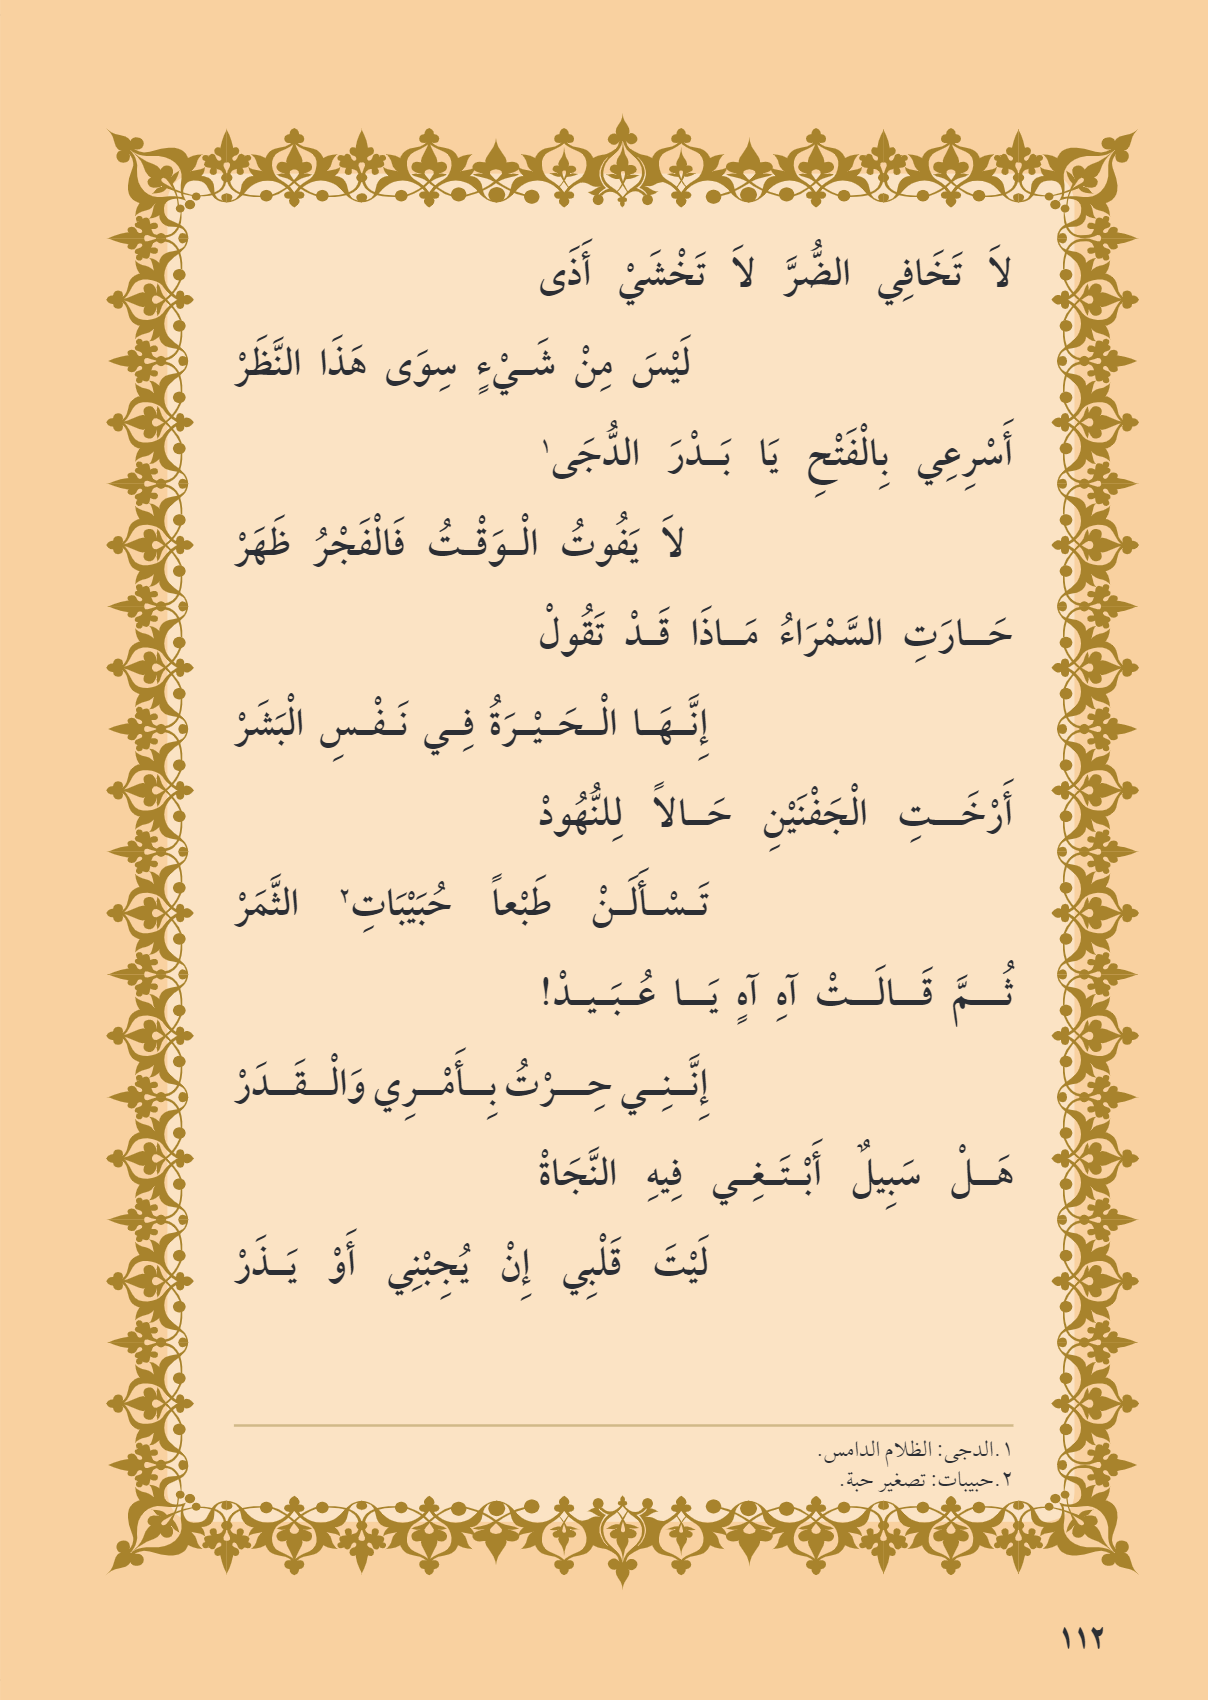 لاَ تَخَافِي الضُّرَّ لاَ تَخْشَيْ أَذَى
لَيْسَ مِنْ شَـيْءٍ سِوَى هَذَا النَّظَرْ
أَسْرِعِي بِالْفَتْحِ يَا بَـدْرَ الدُّجَى١
لاَ يَفُوتُ الْـوَقْـتُ فَالْفَجْرُ ظَهَرْ
حَـارَتِ السَّمْرَاءُ مَـاذَا قَـدْ تَقُولْ
إِنَّـهَـا الْـحَـيْـرَةُ فِـي نَـفْـسِ الْبَشَرْ
أَرْخَـتِ الْجَفْنَيْنِ حَـالاً لِلنُّهُودْ
تَـسْـأَلَـنْ طَبْعاً حُبَيْبَاتِ٢ الثَّمَرْ
ثُـمَّ قَـالَـتْ آهِ آهٍ يَـا عُـبَـيـدْ!
إِنَّـنِـي حِـرْتُ بِـأَمْـرِي وَالْـقَـدَرْ
هَـلْ سَبِيلٌ أَبْـتَـغِـي فِيهِ النَّجَاةْ
لَيْتَ قَلْبِي إِنْ يُجِبْنِي أَوْ يَـذَرْ
١.الدجى: الظلام الدامس.
٢.حبيبات: تصغير حبة.
١١٢